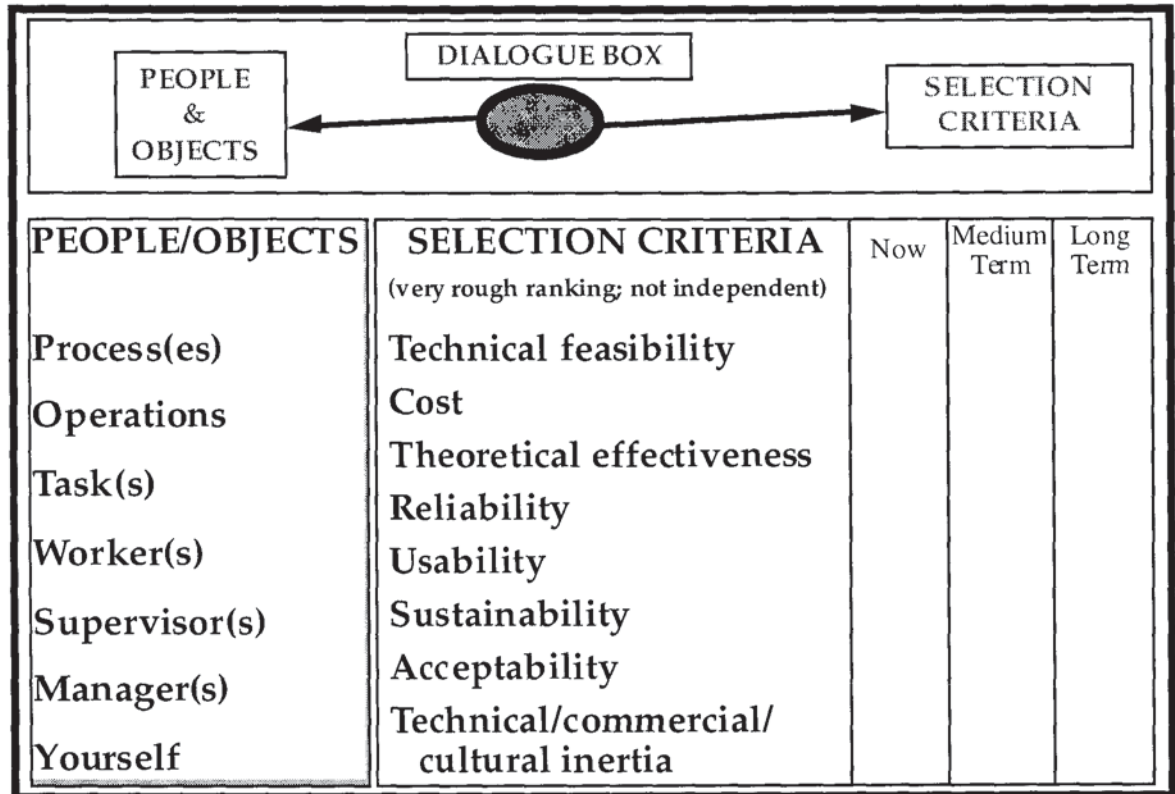 DIALOGUE BOX
PEOPLE
&
OBJECTS
SELECTION
CRITERIA
PEOPLE/OBJECTS
Process(es)
Operations
Task(s)
Worker(s)
Supervisor(s)
Manager(s)
Yourself
SELECTION CRITERIA
(very rough ranking; not independent)
Technical feasibility
Cost
Theoretical effectiveness
Reliability
Usability
Sustainability
Acceptability
Technical/commercial/
cultural inertia
Now
Medium
Term
Long
Term